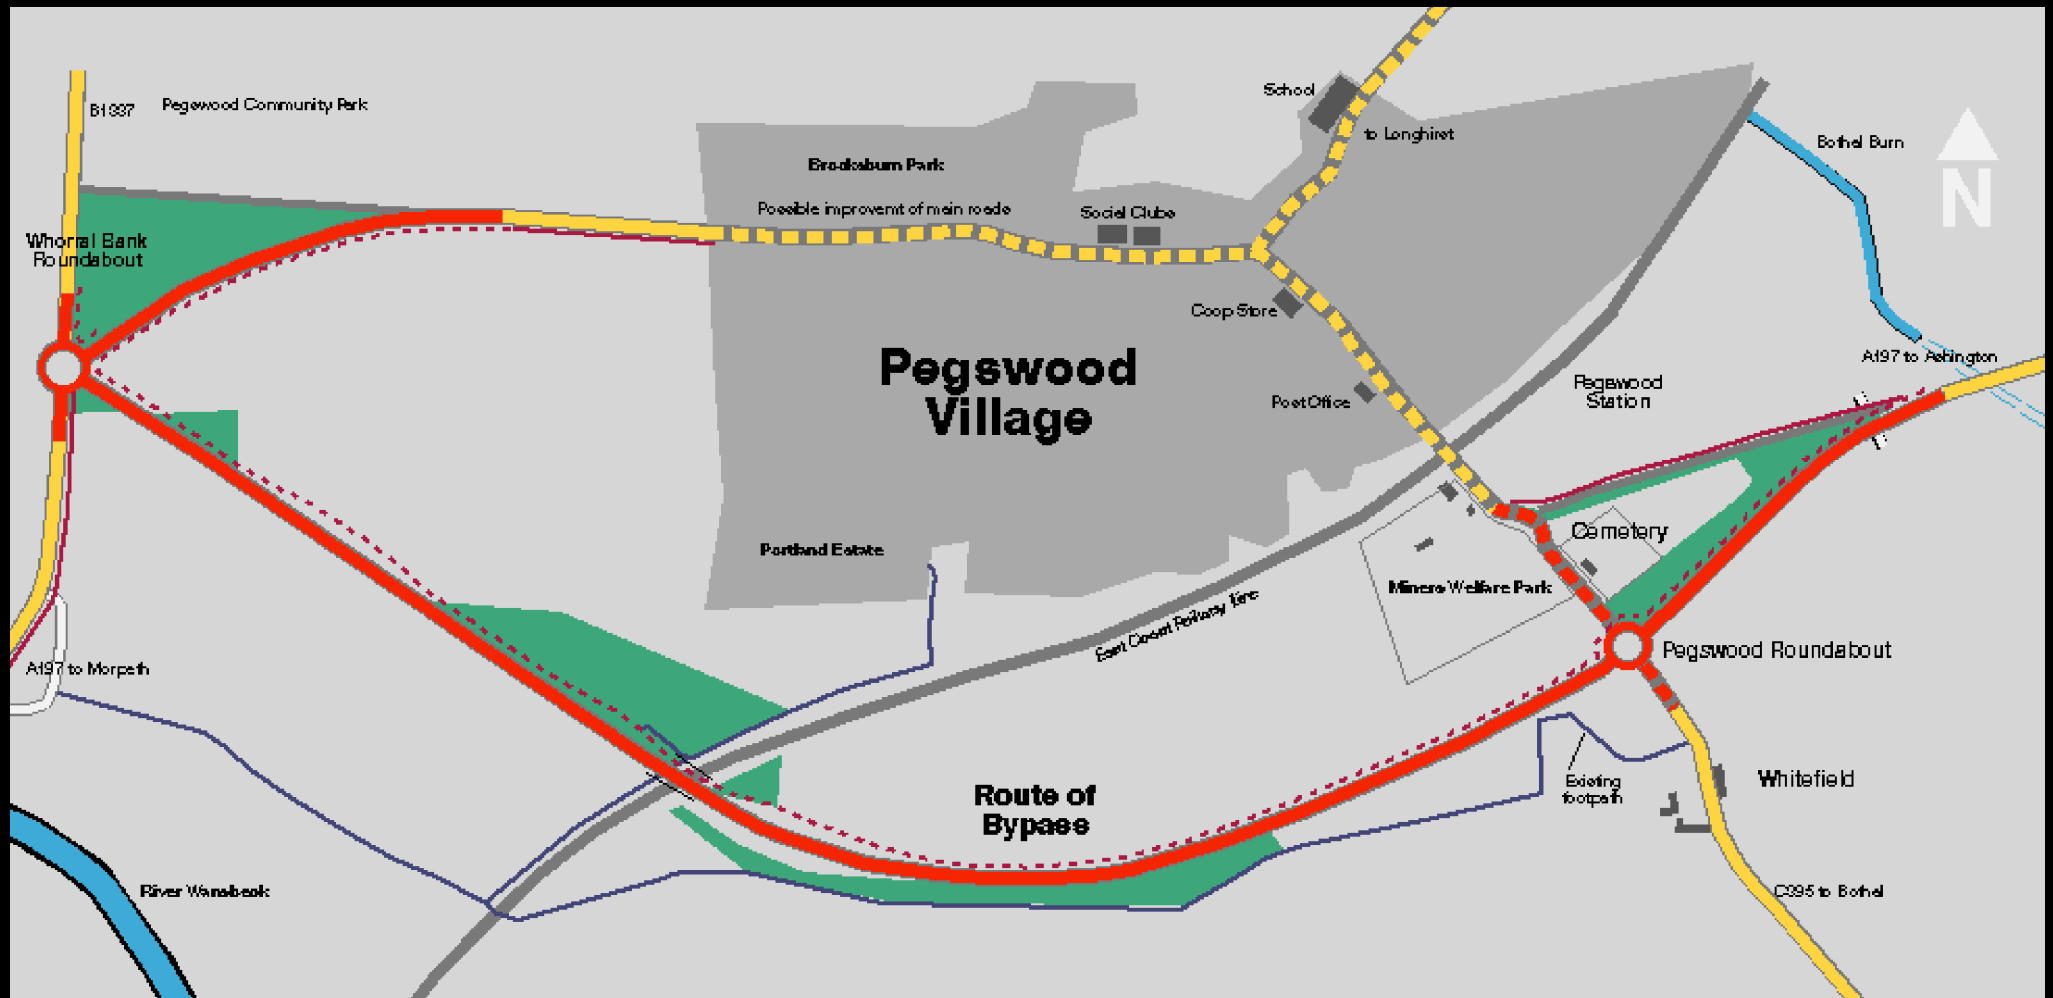 School
B1337
Pegswood Community Park
to Longhirst
Bothal Burn
N
Brooksburn Park
Possible improvemt of main roads
Social Clubs
Whorral Bank
Roundabout
Coop Store
A197 to Ashington
Pegswood
Village
Pegswood
Station
Post Office
Cemetery
Portland Estate
Miners Welfare Park
East Coast Railway line
Pegswood Roundabout
A197 to Morpeth
Route of
Bypass
Existing
footpath
Whitefield
River Wansbeck
C395 to Bothal